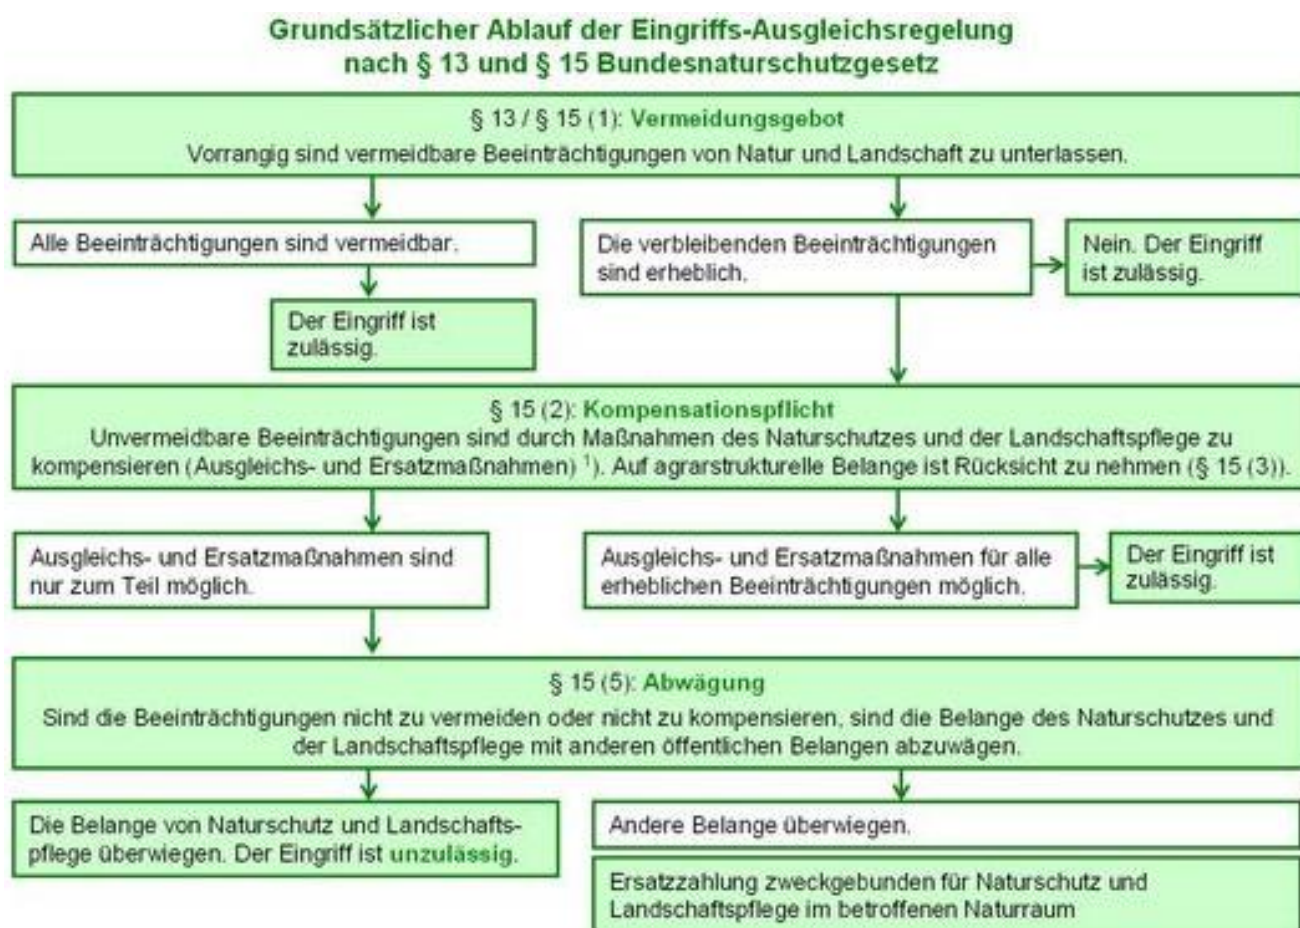 Grundsätzlicher Ablauf der Eingriffs-Ausgleichsregelung
nach § 13 und § 15 Bundesnaturschutzgesetz
§ 13 / § 15 (1): Vermeidungsgebot
Vorrangig sind vermeidbare Beeinträchtigungen von Natur und Landschaft zu unterlassen.
Alle Beeinträchtigungen sind vermeidbar.
Der Eingriff ist
zulässig.
Die verbleibenden Beeinträchtigungen
sind erheblich.
Nein. Der Eingriff
ist zulässig.
§ 15 (2): Kompensationspflicht
Unvermeidbare Beeinträchtigungen sind durch Maßnahmen des Naturschutzes und der Landschaftspflege zu
kompensieren (Ausgleichs- und Ersatzmaßnahmen) ¹). Auf agrarstrukturelle Belange ist Rücksicht zu nehmen (§ 15 (3)).
Ausgleichs- und Ersatzmaßnahmen sind
nur zum Teil möglich.
Ausgleichs- und Ersatzmaßnahmen für alle
erheblichen Beeinträchtigungen möglich.
Der Eingriff ist
zulässig.
§ 15 (5): Abwägung
Sind die Beeinträchtigungen nicht zu vermeiden oder nicht zu kompensieren, sind die Belange des Naturschutzes und
der Landschaftspflege mit anderen öffentlichen Belangen abzuwägen.
Die Belange von Naturschutz und Landschafts-
pflege überwiegen. Der Eingriff ist unzulässig.
Andere Belange überwiegen.
Ersatzzahlung zweckgebunden für Naturschutz und
Landschaftspflege im betroffenen Naturraum